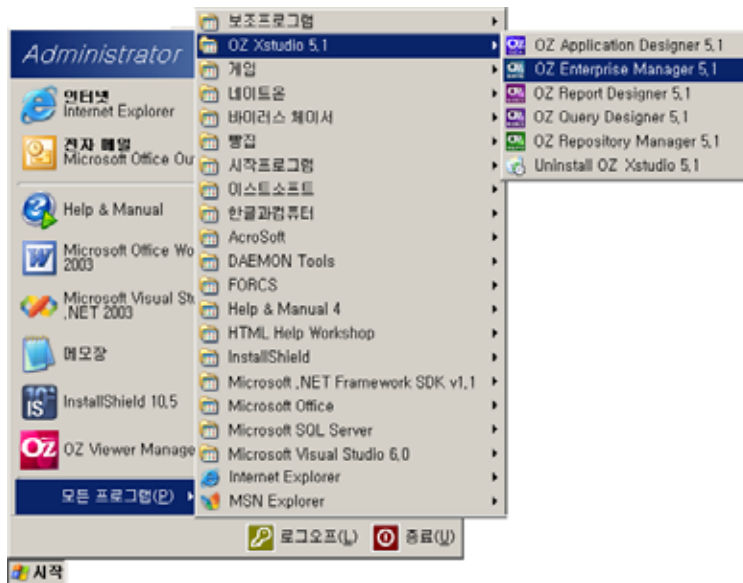 Administrator
인터넷
Internet Explorer
전자 메일
Microsoft Office Ou
Help & Manual
Microsoft Office Wo
2003
Microsoft Visual Stu
.NET 2003
메모장
InstallShield 10.5
OZ Viewer Manage
모든 프로그램(P)
보조프로그램
OZ Xstudio 5.1
게임
네이트온
바이러스 체이서
빵집
시작프로그램
이스트소프트
한글과컴퓨터
AcroSoft
DAEMON Tools
FORCS
Help & Manual 4
HTML Help Workshop
InstallShield
Microsoft .NET Framework SDK v1.1
Microsoft Office
Microsoft SQL Server
Microsoft Visual Studio 6.0
Internet Explorer
MSN Explorer
OZ Application Designer 5.1
OZ Enterprise Manager 5.1
OZ Report Designer 5.1
OZ Query Designer 5.1
OZ Repository Manager 5.1
Uninstall OZ Xstudio 5.1
로그오프(L)
종료(U)
시작